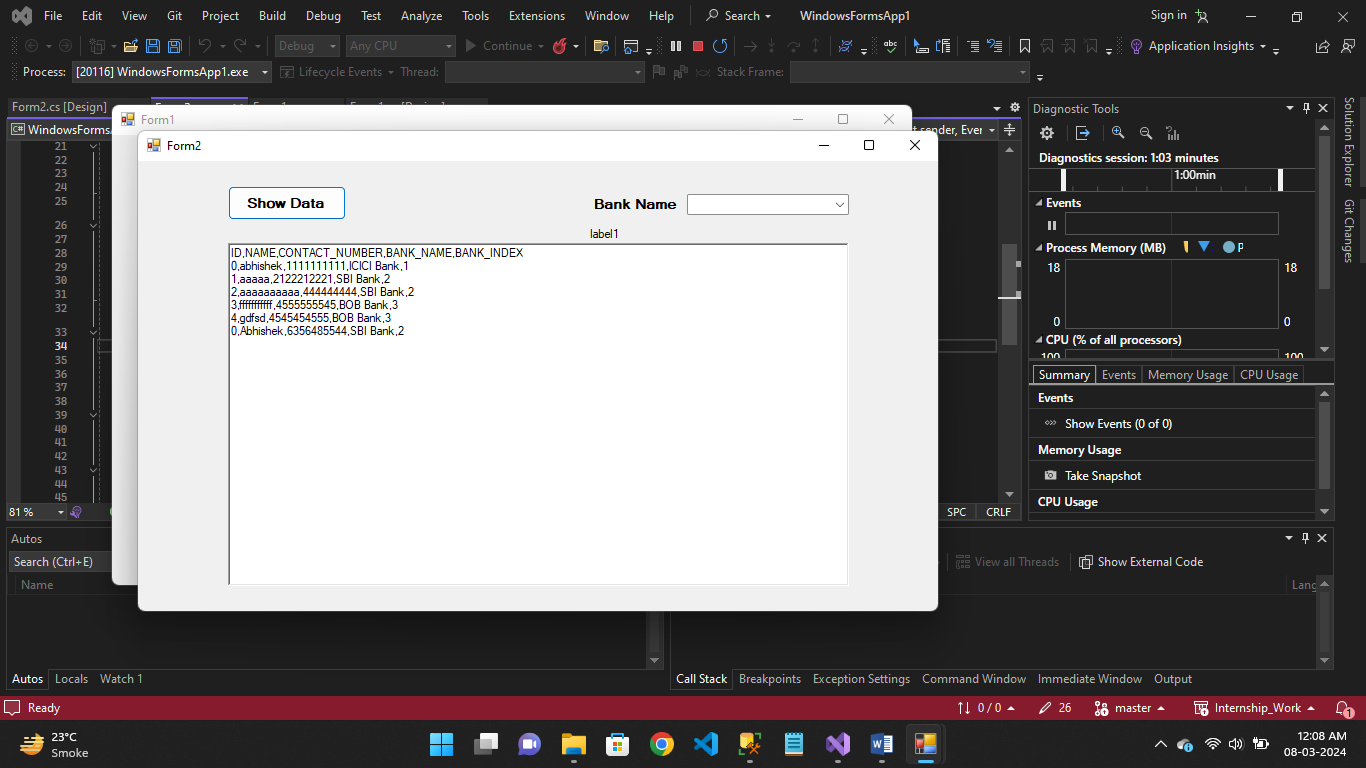 File Edit View Git Project Build Debug Test Analyze Tools Extensions Window Help Search WindowsFormsApp1 Sign in
Debug Any CPU Continue Application Insights
Process: [20116] WindowsFormsApp1.exe Lifecycle Events Thread: Stack Frame:
Form2.cs [Design]
WindowsForms
t sender, Ever
Form1
Form2
Show Data
Bank Name
label1
ID,NAME,CONTACT_NUMBER,BANK_NAME,BANK_INDEX
0,abhishek,1111111111,ICICI Bank,1
1,aaaaa,2122212221,SBI Bank,2
2,aaaaaaaaaa,444444444,SBI Bank,2
3,fffffffffff,4555555545,BOB Bank,3
4,gdfsd,4545454555,BOB Bank,3
0,Abhishek,6356485544,SBI Bank,2
21
22
23
24
25
26
27
28
29
30
31
32
33
34
35
36
37
38
39
40
41
42
43
44
45
81 %
SPC CRLF
Diagnostic Tools
Diagnostics session: 1:03 minutes
1:00min
Events
Process Memory (MB) P
18 18
0 0
CPU (% of all processors)
100 100
Summary Events Memory Usage CPU Usage
Events
Show Events (0 of 0)
Memory Usage
Take Snapshot
CPU Usage
Solution Explorer
Git Changes
Autos
Search (Ctrl+E)
Name
View all Threads Show External Code
Lang
Autos Locals Watch 1
Call Stack Breakpoints Exception Settings Command Window Immediate Window Output
Ready 0 / 0 26 master Internship_Work 1
23°C
Smoke
12:08 AM
08-03-2024